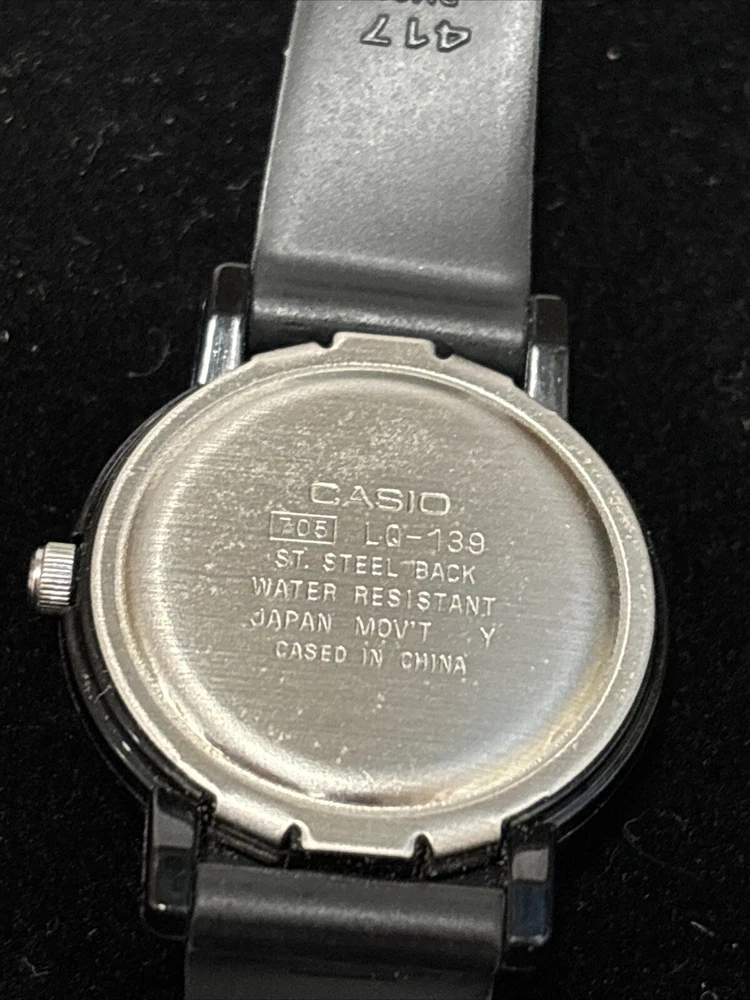 417
CASIO
705 LQ-139
ST. STEEL BACK
WATER RESISTANT
JAPAN MOV'T Y
CASED IN CHINA